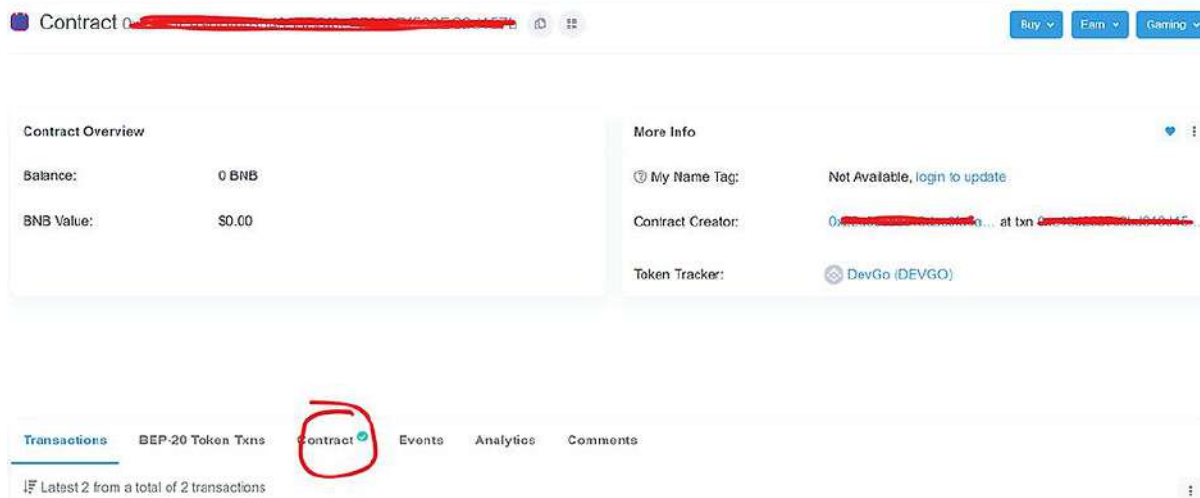 Contract
Buy Earn Gaming
Contract Overview
Balance: 0 BNB
BNB Value: $0.00
More Info
My Name Tag: Not Available, login to update
Contract Creator: at txn
Token Tracker: DevGo (DEVGO)
Transactions BEP-20 Token Txns Contract Events Analytics Comments
Latest 2 from a total of 2 transactions